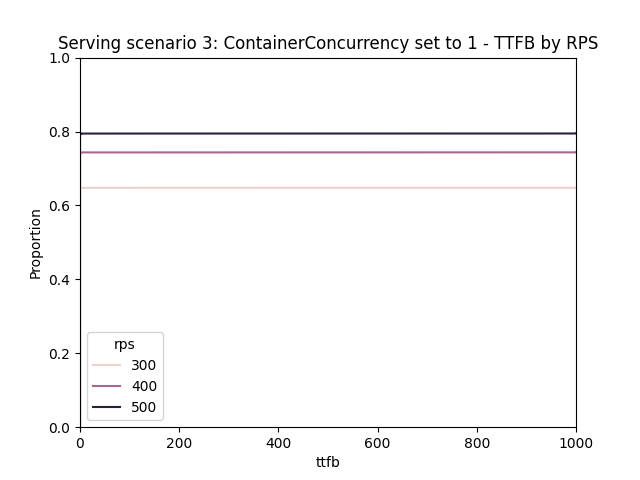 Serving scenario 3: ContainerConcurrency set to 1 - TTFB by RPS
1.0
0.8
0.6
0.4
0.2
0.0
Proportion
rps
300
400
500
0 200 400 600 800 1000
ttfb